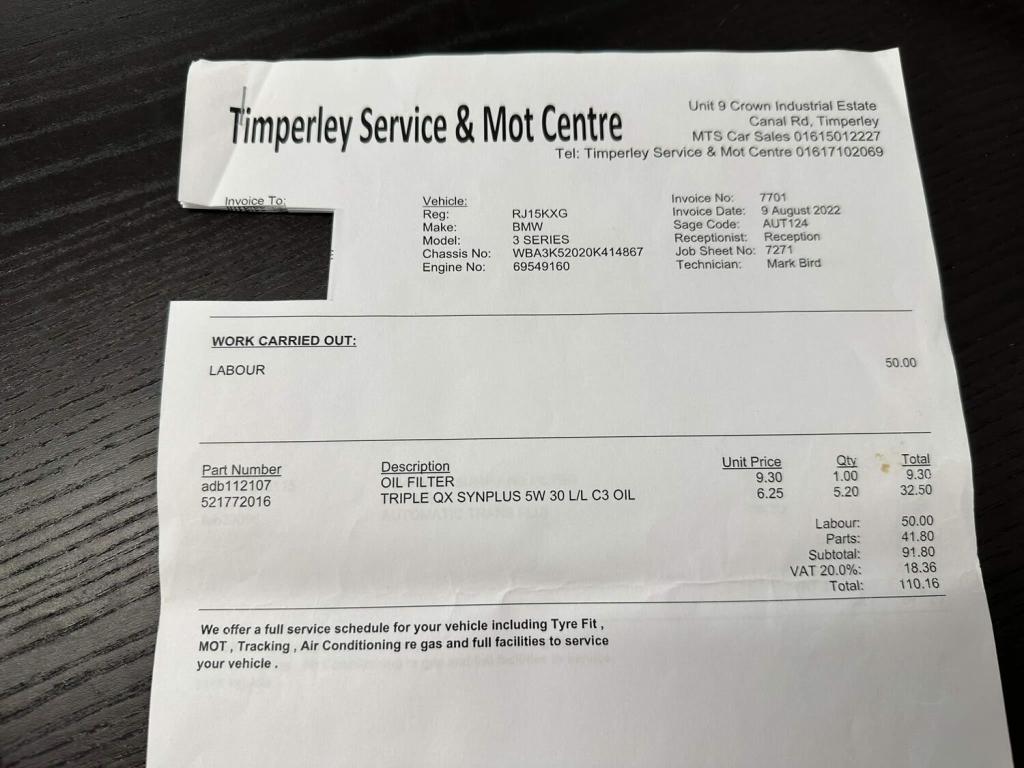 Timperley Service & Mot Centre
Unit 9 Crown Industrial Estate
Canal Rd, Timperley
MTS Car Sales 01615012227
Tel: Timperley Service & Mot Centre 01617102069
Invoice To:
Vehicle:
Reg: RJ15KXG
Make: BMW
Model: 3 SERIES
Chassis No: WBA3K52020K414867
Engine No: 69549160
Invoice No: 7701
Invoice Date: 9 August 2022
Sage Code: AUT124
Receptionist: Reception
Job Sheet No: 7271
Technician: Mark Bird
WORK CARRIED OUT:
LABOUR 50.00
Part Number Description Unit Price Qty Total
adb112107 OIL FILTER 9.30 1.00 9.30
521772016 TRIPLE QX SYNPLUS 5W 30 L/L C3 OIL 6.25 5.20 32.50
Labour: 50.00
Parts: 41.80
Subtotal: 91.80
VAT 20.0%: 18.36
Total: 110.16
We offer a full service schedule for your vehicle including Tyre Fit ,
MOT , Tracking , Air Conditioning re gas and full facilities to service
your vehicle .